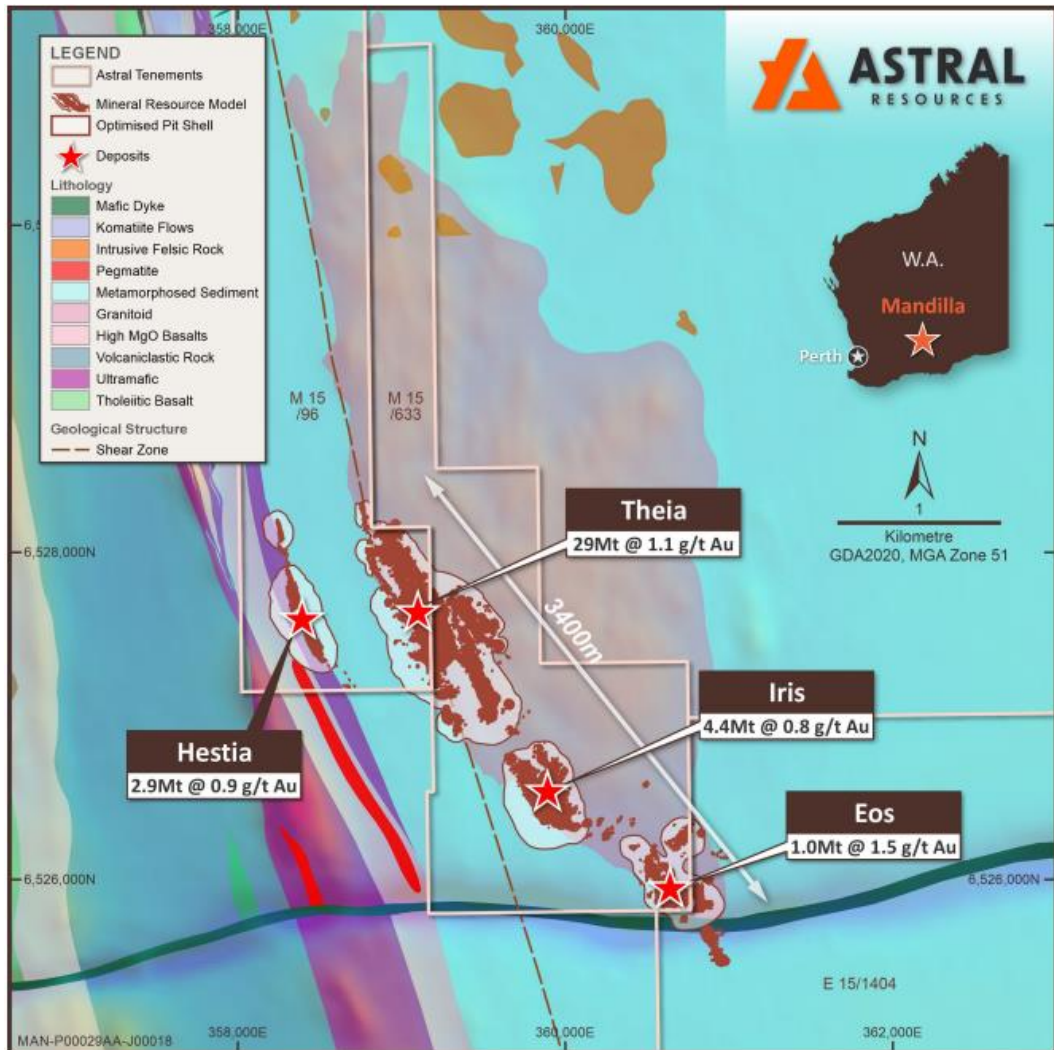 358,000E
360,000E
LEGEND
Astral Tenements
Mineral Resource Model
Optimised Pit Shell
Deposits
Lithology
Mafic Dyke
Komatiite Flows
Intrusive Felsic Rock
Pegmatite
Metamorphosed Sediment
Granitoid
High MgO Basalts
Volcaniclastic Rock
Ultramafic
Tholeiitic Basalt
Geological Structure
Shear Zone
ASTRAL
RESOURCES
W.A.
Mandilla
Perth
M 15
/96
M 15
/633
N
1
Kilometre
GDA2020, MGA Zone 51
Theia
29Mt @ 1.1 g/t Au
6,528,000N
6,528,000N
3400m
Iris
4.4Mt @ 0.8 g/t Au
Hestia
2.9Mt @ 0.9 g/t Au
Eos
1.0Mt @ 1.5 g/t Au
6,526,000N
6,526,000N
E 15/1404
MAN-P00029AA-J00018
358,000E
360,000E
362,000E